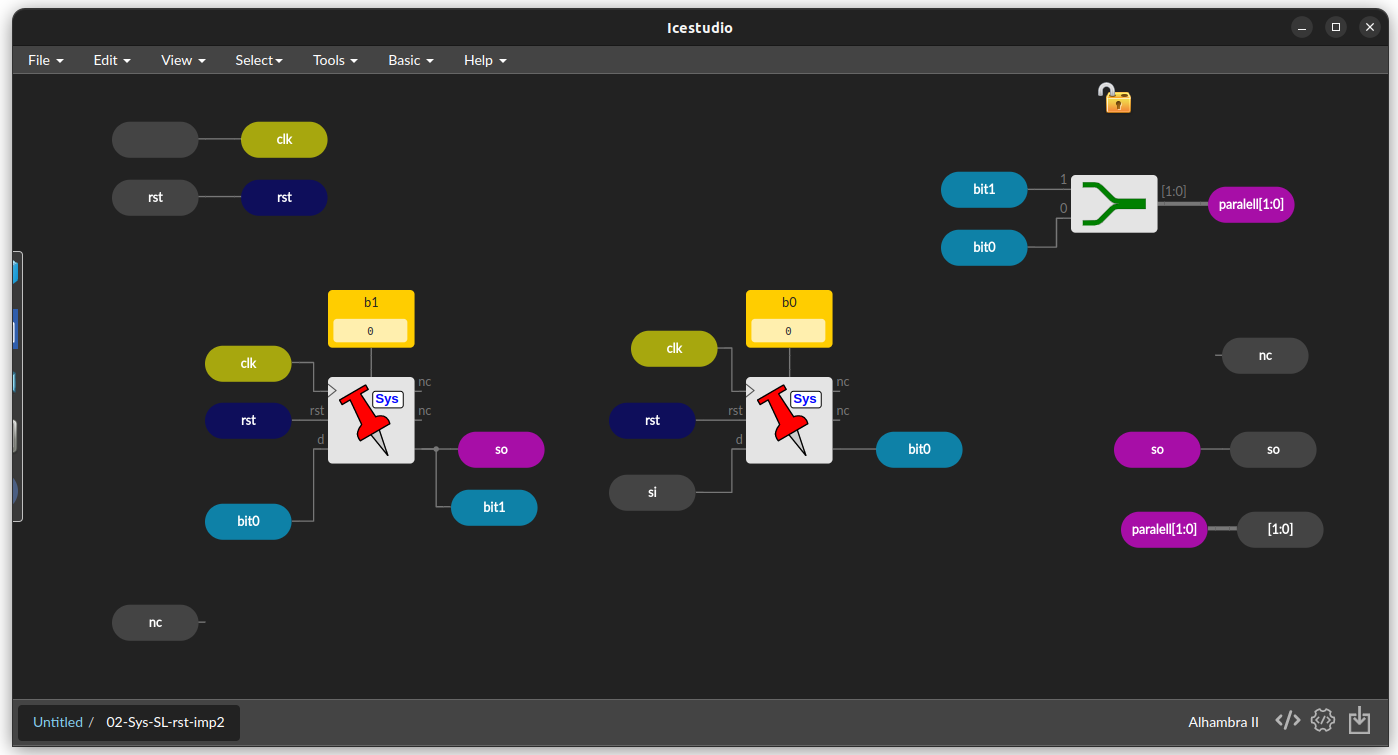 Icestudio
File Edit View Select Tools Basic Help
clk
rst rst
bit1 1 [1:0] paralell[1:0]
bit0 0
b1
0
clk
rst rst
d
Sys
nc
nc
so
bit0
bit1
b0
0
clk
rst rst
d
Sys
nc
nc
si
bit0
nc
so so
paralell[1:0] [1:0]
nc
Untitled / 02-Sys-SL-rst-imp2
Alhambra II </>